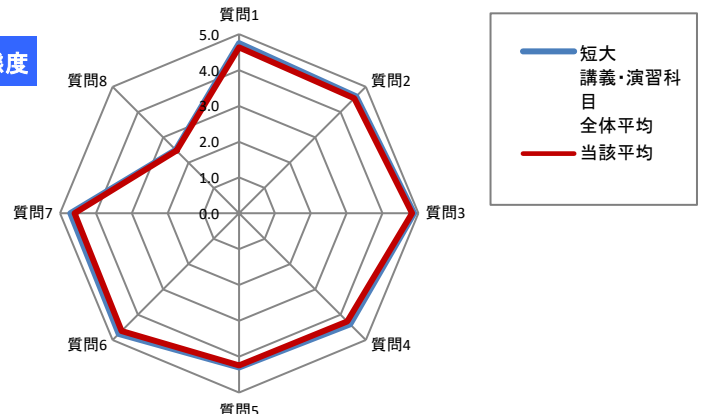 質問1
態度
5.0
質問8
4.0
質問2
3.0
2.0
1.0
質問7
0.0
質問3
質問6
質問4
質問5
短大
講義・演習科
目
全体平均
当該平均